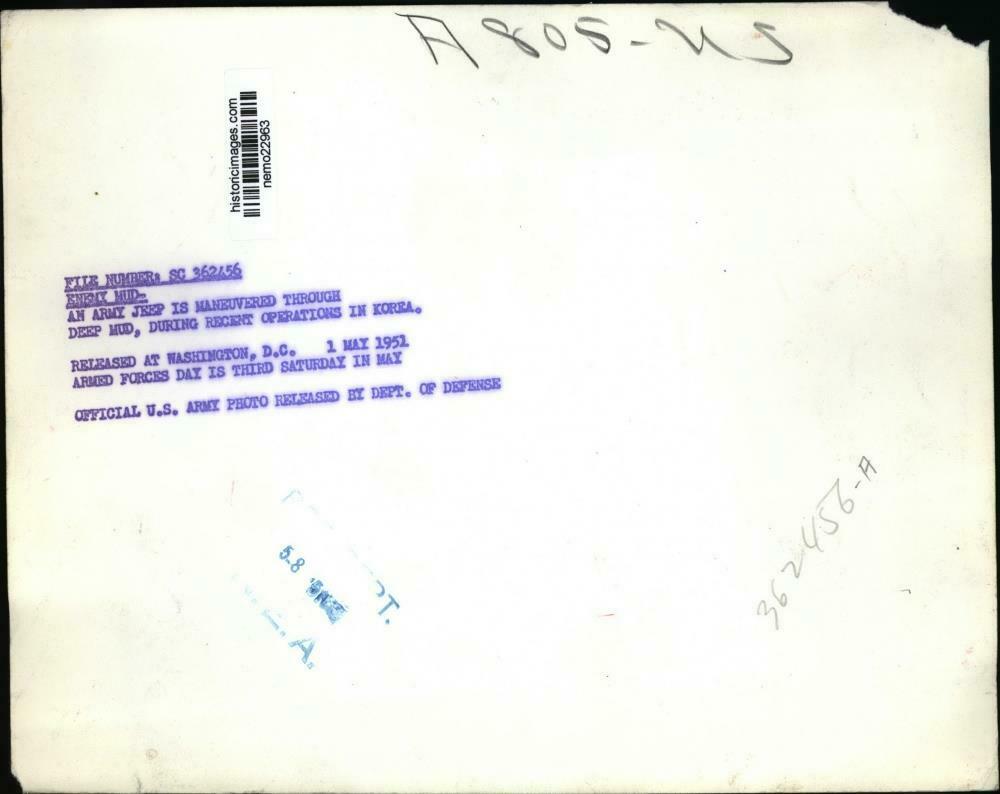 A 805-US
historicimages.com
nemo22963
FILE NUMBER: SC 362456
ENEMY MUD-
AN ARMY JEEP IS MANEUVERED THROUGH
DEEP MUD, DURING RECENT OPERATIONS IN KOREA.
RELEASED AT WASHINGTON, D.C. 1 MAY 1951
ARMED FORCES DAY IS THIRD SATURDAY IN MAY
OFFICIAL U.S. ARMY PHOTO RELEASED BY DEPT. OF DEFENSE
362456-A
5-8